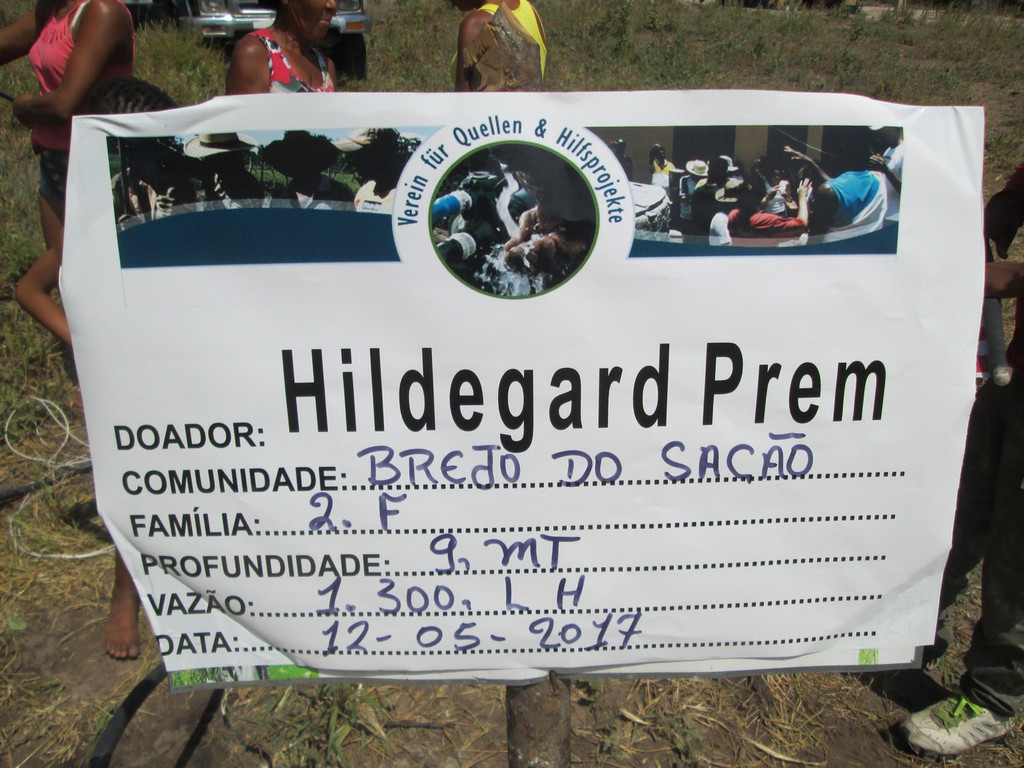 Verein für Quellen & Hilfsprojekte
DOADOR: Hildegard Prem
COMUNIDADE: BREJO DO SAÇÃO
FAMÍLIA: 2. F
PROFUNDIDADE: 9, MT
VAZÃO: 1.300, L H
DATA: 12-05-2017